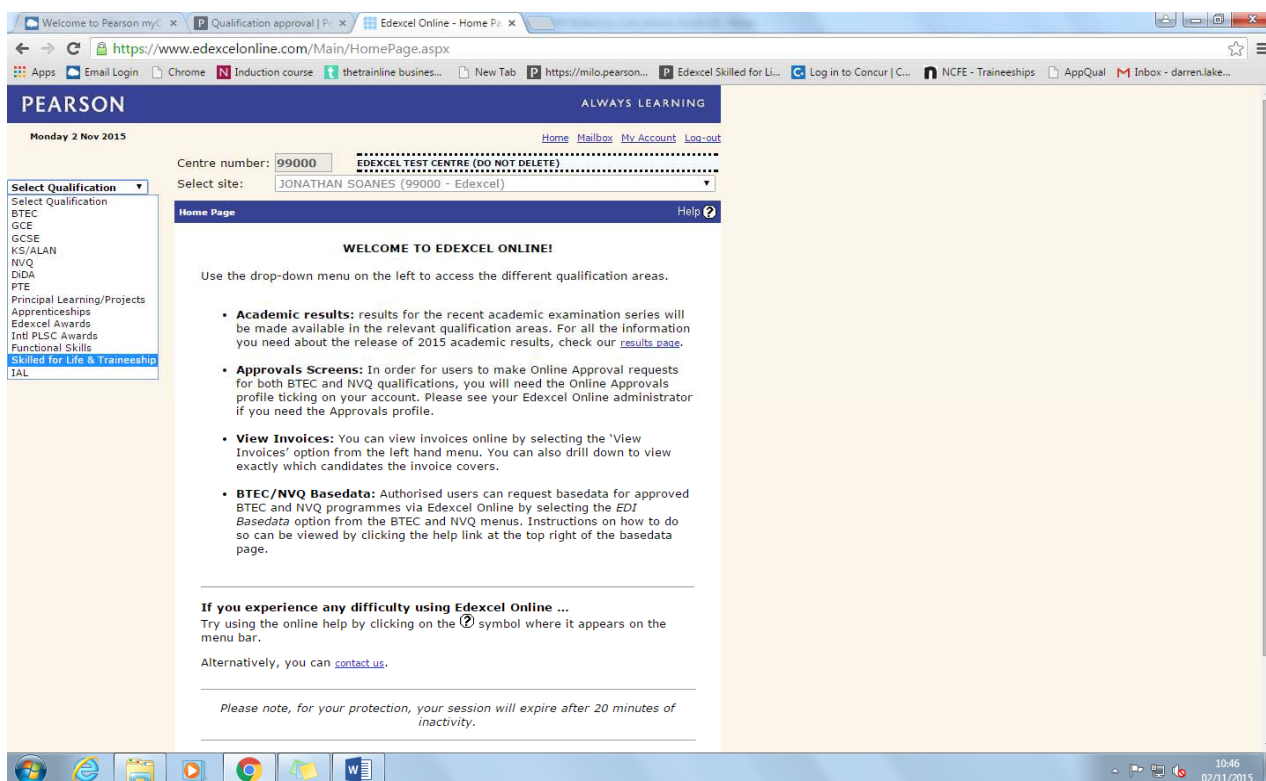 Welcome to Pearson myC
Qualification approval | Pe
Edexcel Online - Home Pa
https://www.edexcelonline.com/Main/HomePage.aspx
Apps Email Login Chrome Induction course thetrainline busines... New Tab https://milo.pearson... Edexcel Skilled for Li... Log in to Concur | C... NCFE - Traineeships AppQual Inbox - darren.lake...
PEARSON
ALWAYS LEARNING
Monday 2 Nov 2015
Home Mailbox My Account Log-out
Centre number: 99000 EDEXCEL TEST CENTRE (DO NOT DELETE)
Select site: JONATHAN SOANES (99000 - Edexcel)
Select Qualification
Select Qualification
BTEC
GCE
GCSE
KS/ALAN
NVQ
DiDA
PTE
Principal Learning/Projects
Apprenticeships
Edexcel Awards
Intl PLSC Awards
Functional Skills
Skilled for Life & Traineeship
IAL
Home Page
Help ?
WELCOME TO EDEXCEL ONLINE!
Use the drop-down menu on the left to access the different qualification areas.
• Academic results: results for the recent academic examination series will
be made available in the relevant qualification areas. For all the information
you need about the release of 2015 academic results, check our results page.
• Approvals Screens: In order for users to make Online Approval requests
for both BTEC and NVQ qualifications, you will need the Online Approvals
profile ticking on your account. Please see your Edexcel Online administrator
if you need the Approvals profile.
• View Invoices: You can view invoices online by selecting the 'View
Invoices' option from the left hand menu. You can also drill down to view
exactly which candidates the invoice covers.
• BTEC/NVQ Basedata: Authorised users can request basedata for approved
BTEC and NVQ programmes via Edexcel Online by selecting the EDI
Basedata option from the BTEC and NVQ menus. Instructions on how to do
so can be viewed by clicking the help link at the top right of the basedata
page.
If you experience any difficulty using Edexcel Online ...
Try using the online help by clicking on the ? symbol where it appears on the
menu bar.
Alternatively, you can contact us.
Please note, for your protection, your session will expire after 20 minutes of
inactivity.
10:46
02/11/2015